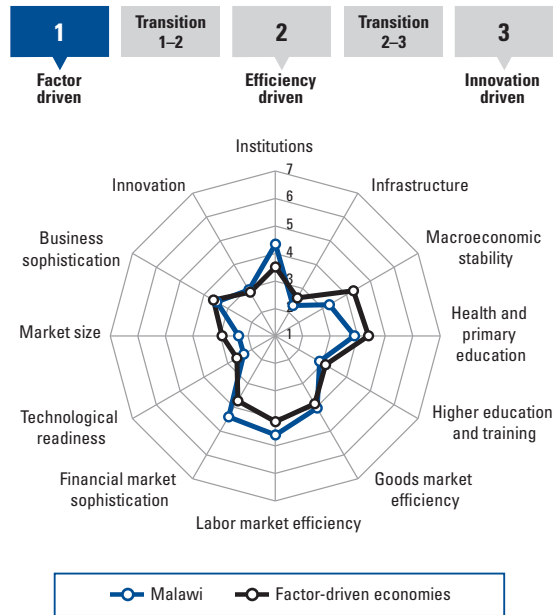 1
Transition
1–2
2
Transition
2–3
3
Factor
driven
Efficiency
driven
Innovation
driven
Institutions
7
6
5
4
3
2
1
Infrastructure
Macroeconomic
stability
Health and
primary
education
Higher education
and training
Goods market
efficiency
Labor market efficiency
Financial market
sophistication
Technological
readiness
Market size
Business
sophistication
Innovation
Malawi
Factor-driven economies